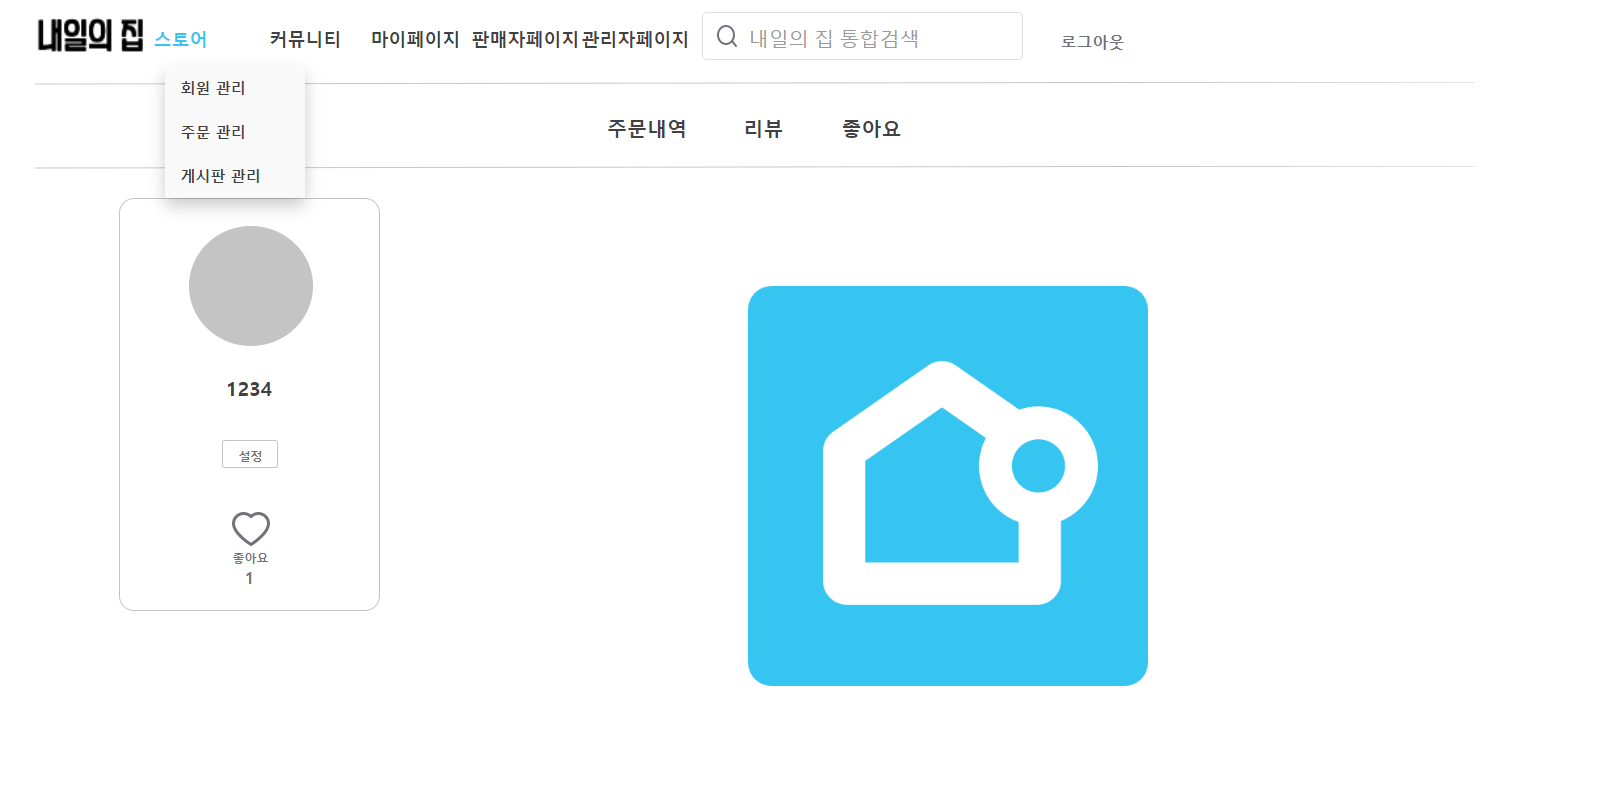 내일의 집 스토어 커뮤니티 마이페이지 판매자페이지 관리자페이지 내일의 집 통합검색 로그아웃
회원 관리
주문 관리
게시판 관리
주문내역 리뷰 좋아요
1234
설정
좋아요
1